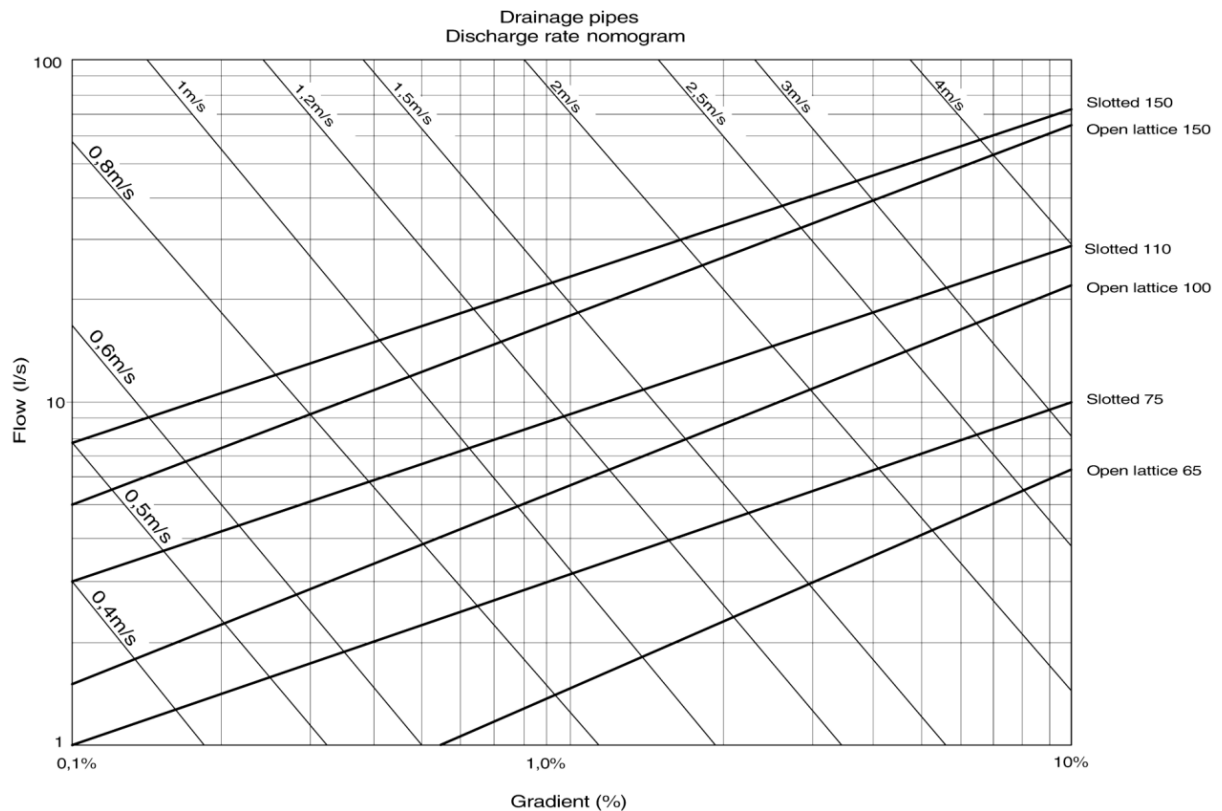 Drainage pipes
Discharge rate nomogram
100
1m/s
1,2m/s
1,5m/s
2m/s
2,5m/s
3m/s
4m/s
Slotted 150
Open lattice 150
0,8m/s
Slotted 110
Open lattice 100
0,6m/s
Flow (l/s)
10
Slotted 75
Open lattice 65
0,5m/s
0,4m/s
1
0,1%
1,0%
10%
Gradient (%)